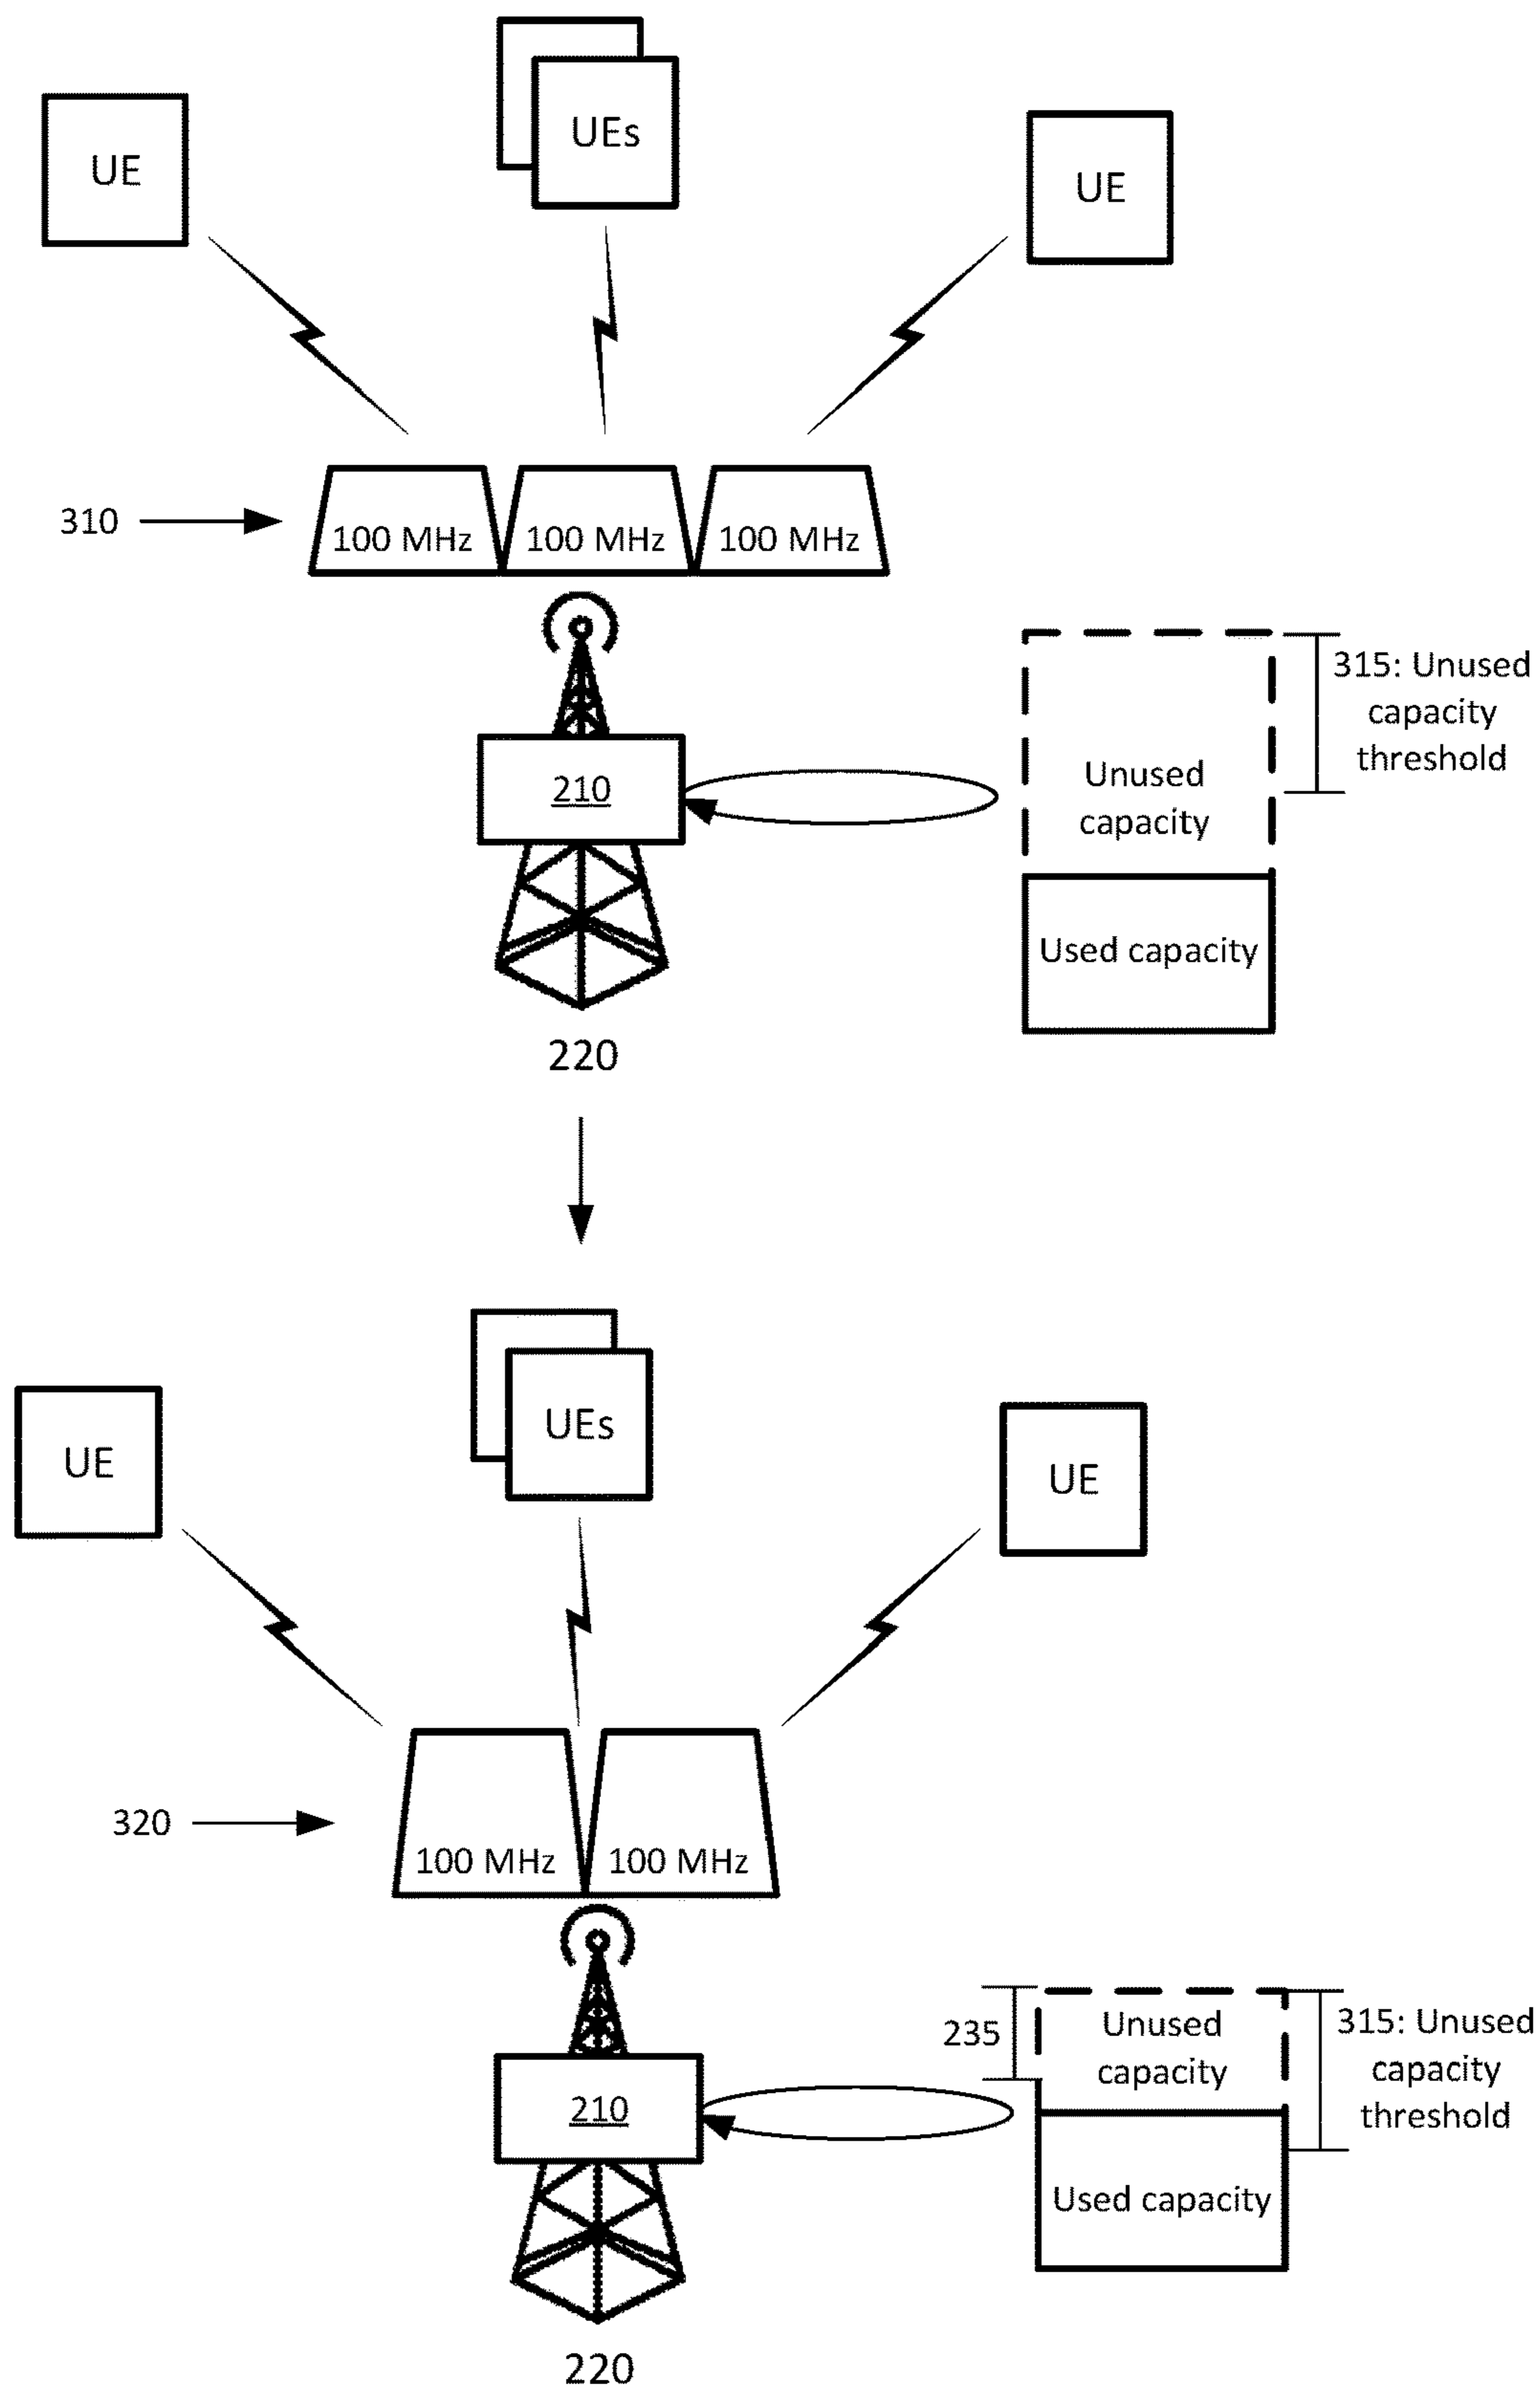 UEs
UE
UE
310
100 MHz
100 MHz
100 MHz
315: Unused
capacity
threshold
Unused
capacity
210
Used capacity
220
UEs
UE
UE
320
100 MHz
100 MHz
235
Unused
capacity
315: Unused
capacity
threshold
210
Used capacity
220